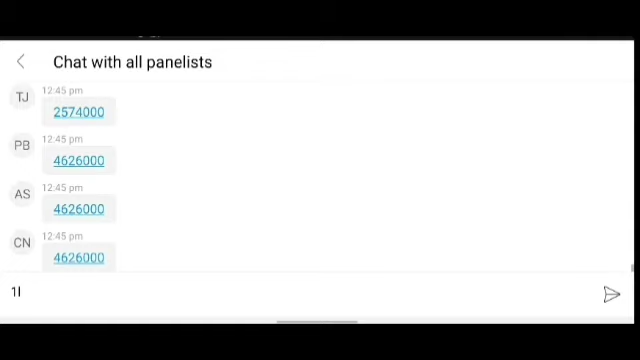 Chat with all panelists
TJ
12:45 pm
2574000
PB
12:45 pm
4626000
AS
12:45 pm
4626000
CN
12:45 pm
4626000
1l